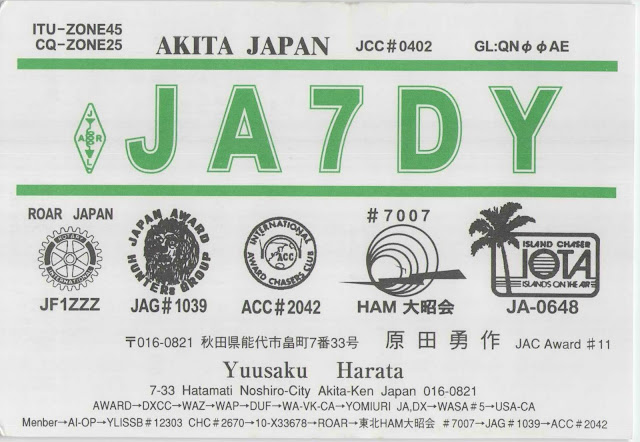 ITU-ZONE45
CQ-ZONE25
AKITA JAPAN
JCC#0402
GL:QNφφAE
JARL
JA7DY
ROAR JAPAN
ROTARY INTERNATIONAL
JF1ZZZ
JAPAN AWARD
HUNTERS GROUP
JAG#1039
INTERNATIONAL
ACC
AWARD CHASERS CLUB
ACC#2042
#7007
HAM 大昭会
ISLAND CHASER
IOTA
ISLANDS ON THE AIR
JA-0648
〒016-0821 秋田県能代市畠町7番33号 原田勇作 JAC Award #11
Yuusaku Harata
7-33 Hatamati Noshiro-City Akita-Ken Japan 016-0821
AWARD→DXCC→WAZ→WAP→DUF→WA-VK-CA→YOMIURI JA,DX→WASA#5→USA-CA
Menber→AI-OP→YLISSB#12303 CHC#2670→10-X33678→ROAR→東北HAM大昭会 #7007→JAG#1039→ACC#2042